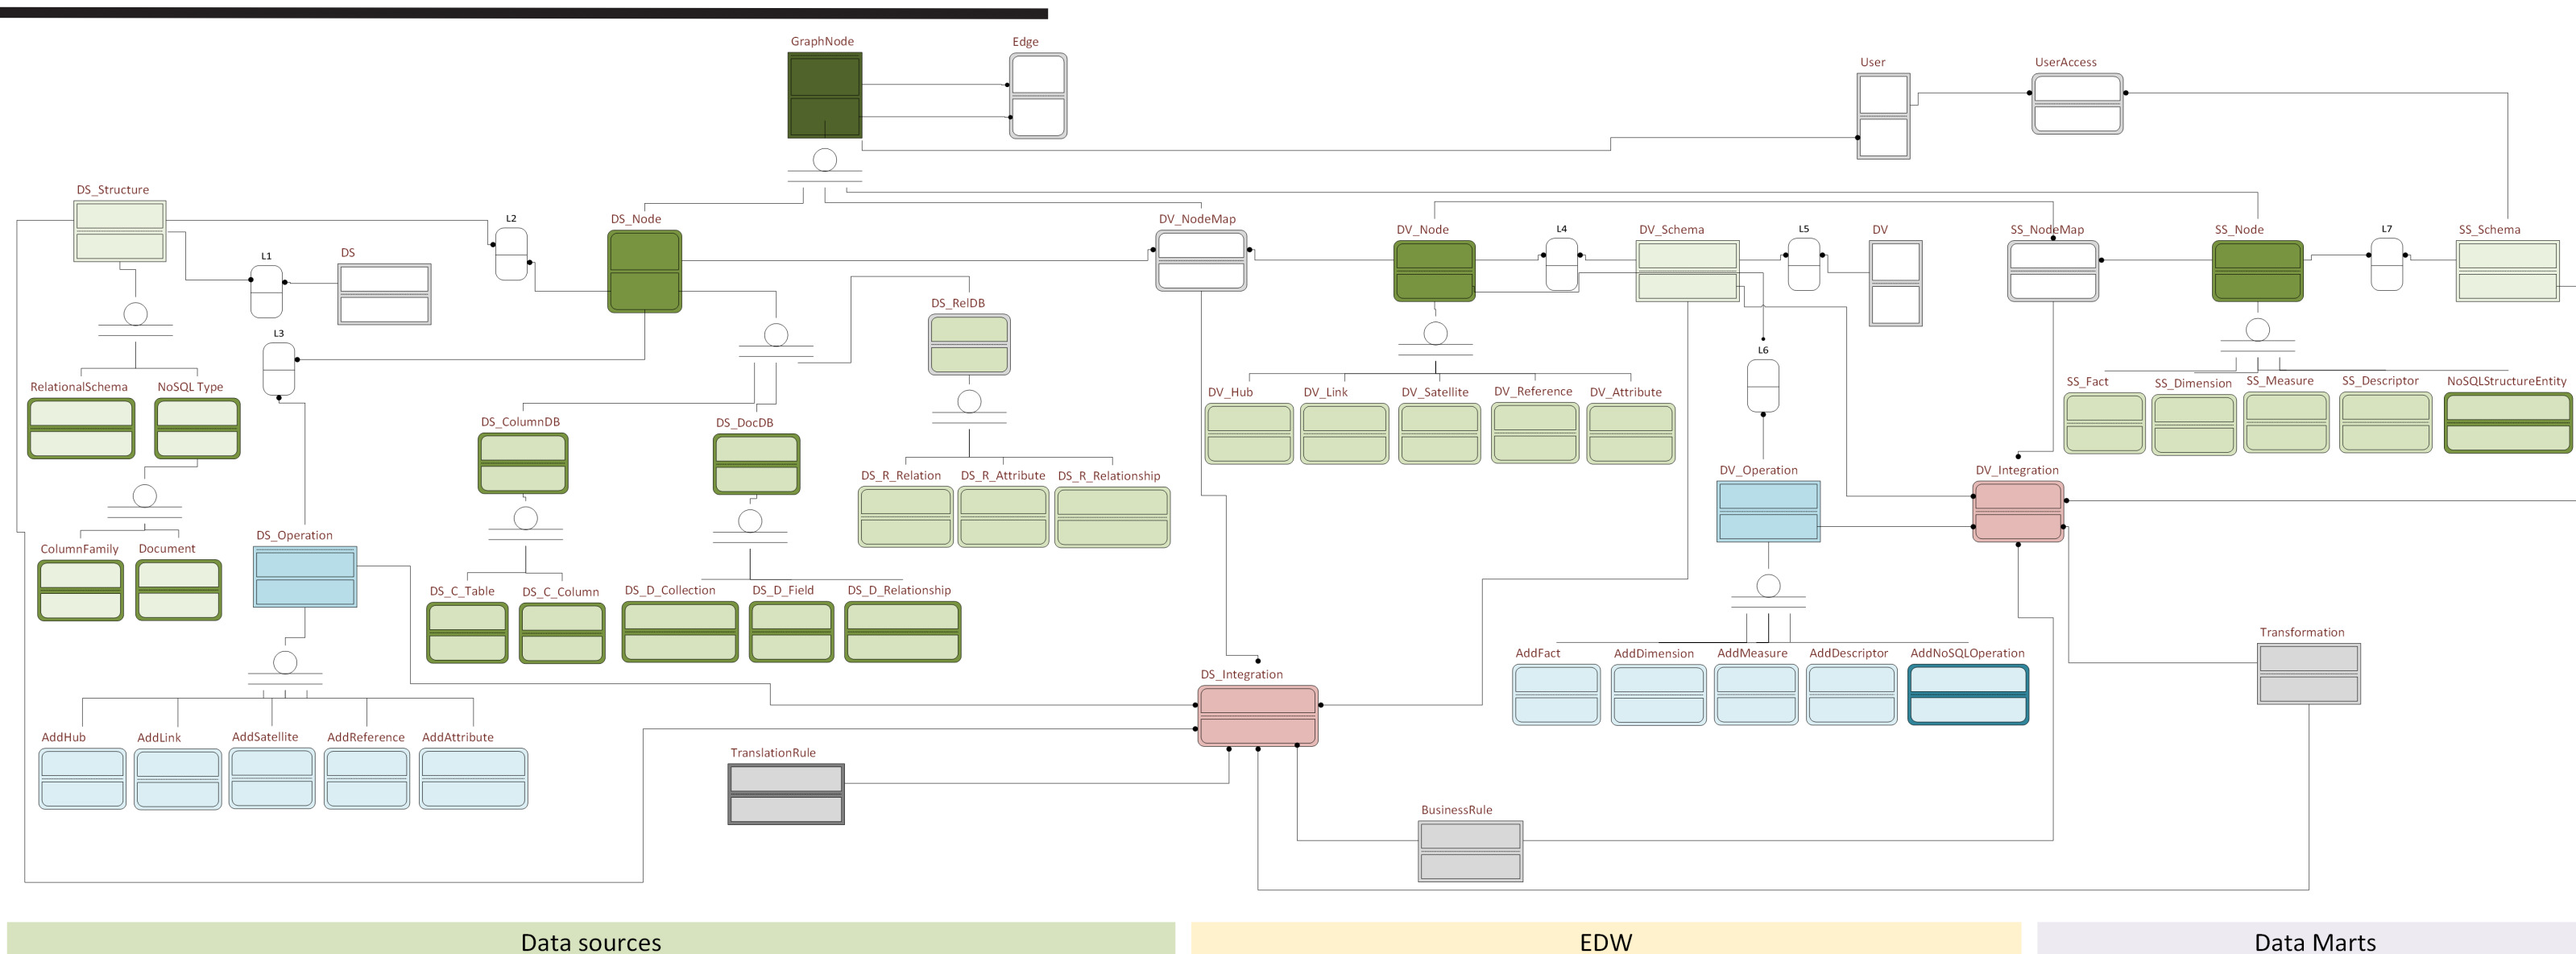 GraphNode
Edge
User
UserAccess
DS_Structure
L2
DS_Node
DV_NodeMap
DV_Node
L4
DV_Schema
L5
DV
SS_NodeMap
SS_Node
L7
SS_Schema
L1
DS
DS_RelDB
L3
L6
RelationalSchema
NoSQL Type
DV_Hub
DV_Link
DV_Satellite
DV_Reference
DV_Attribute
SS_Fact
SS_Dimension
SS_Measure
SS_Descriptor
NoSQLStructureEntity
DS_ColumnDB
DS_DocDB
DS_R_Relation
DS_R_Attribute
DS_R_Relationship
DV_Operation
DV_Integration
ColumnFamily
Document
DS_Operation
DS_C_Table
DS_C_Column
DS_D_Collection
DS_D_Field
DS_D_Relationship
Transformation
AddFact
AddDimension
AddMeasure
AddDescriptor
AddNoSQLOperation
DS_Integration
AddHub
AddLink
AddSatellite
AddReference
AddAttribute
TranslationRule
BusinessRule
Data sources
EDW
Data Marts